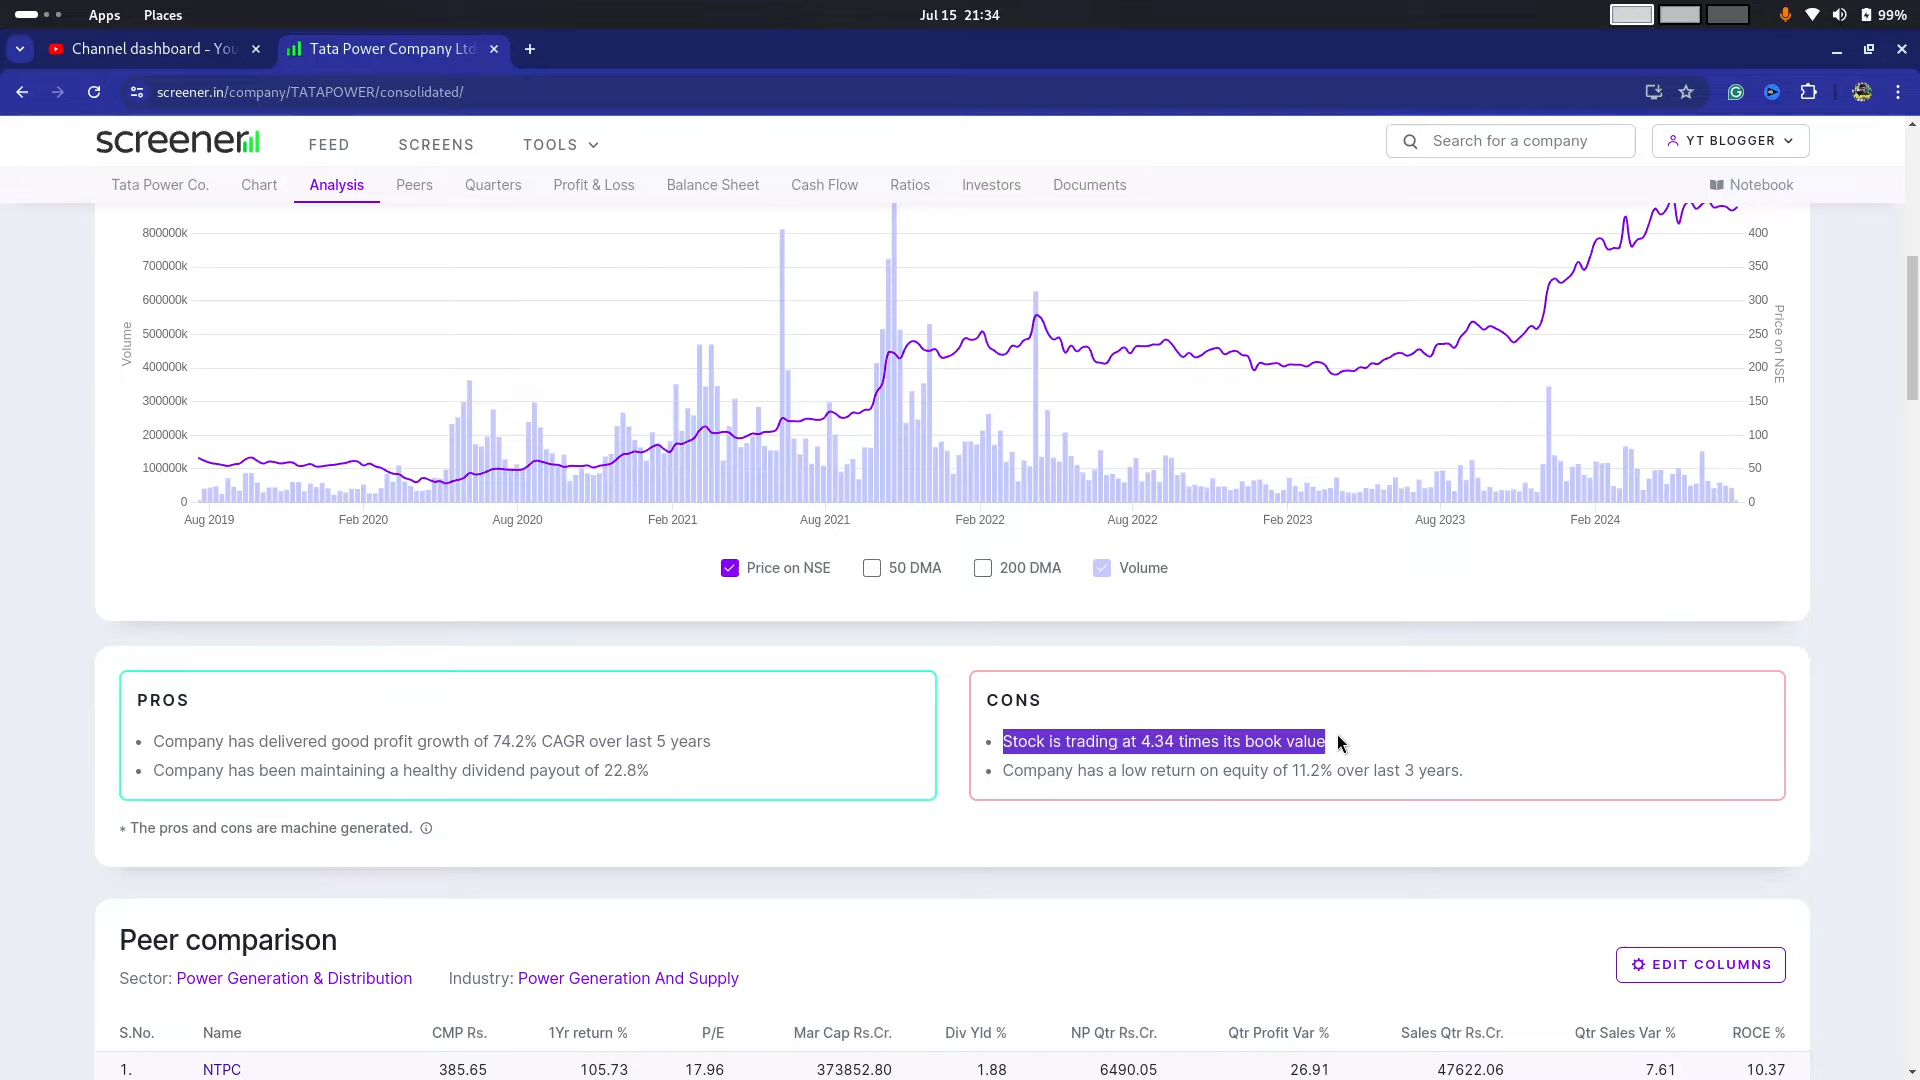 Apps Places Jul 15 21:34 99%
Channel dashboard - You Tata Power Company Ltd
screener.in/company/TATAPOWER/consolidated/
screener FEED SCREENS TOOLS Search for a company YT BLOGGER
Tata Power Co. Chart Analysis Peers Quarters Profit & Loss Balance Sheet Cash Flow Ratios Investors Documents Notebook
800000k 400
700000k 350
600000k 300
500000k 250
400000k 200
300000k 150
200000k 100
100000k 50
0 0
Volume
Price on NSE
Aug 2019 Feb 2020 Aug 2020 Feb 2021 Aug 2021 Feb 2022 Aug 2022 Feb 2023 Aug 2023 Feb 2024
Price on NSE 50 DMA 200 DMA Volume
PROS
• Company has delivered good profit growth of 74.2% CAGR over last 5 years
• Company has been maintaining a healthy dividend payout of 22.8%
CONS
• Stock is trading at 4.34 times its book value
• Company has a low return on equity of 11.2% over last 3 years.
* The pros and cons are machine generated.
Peer comparison
Sector: Power Generation & Distribution Industry: Power Generation And Supply
EDIT COLUMNS
S.No. Name CMP Rs. 1Yr return % P/E Mar Cap Rs.Cr. Div Yld % NP Qtr Rs.Cr. Qtr Profit Var % Sales Qtr Rs.Cr. Qtr Sales Var % ROCE %
1. NTPC 385.65 105.73 17.96 373852.80 1.88 6490.05 26.91 47622.06 7.61 10.37